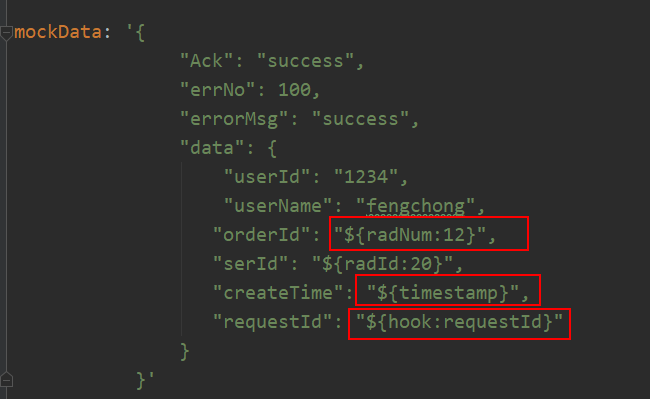 mockData: '{
"Ack": "success",
"errNo": 100,
"errorMsg": "success",
"data": {
"userId": "1234",
"userName": "fengchong",
"orderId": "${radNum:12}",
"serId": "${radId:20}",
"createTime": "${timestamp}",
"requestId": "${hook:requestId}"
}
}'